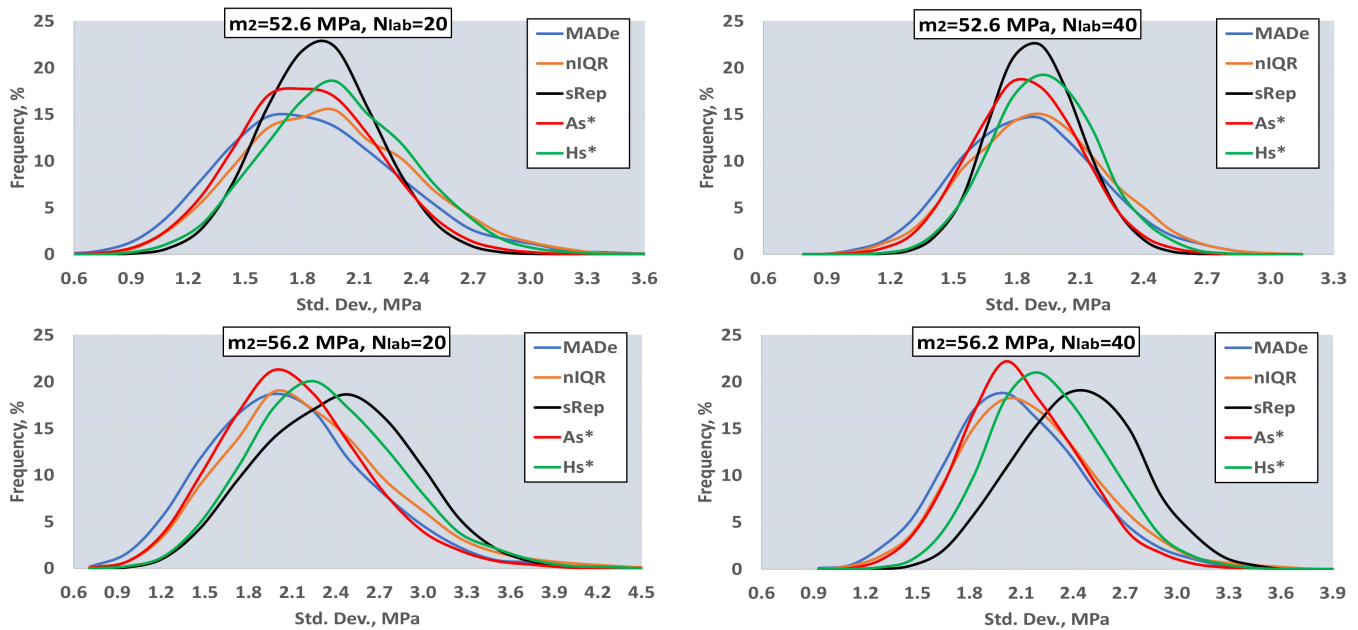 m2=52.6 MPa, Nlab=20
Frequency, %
25
20
15
10
5
0
MADe
nIQR
sRep
As*
Hs*
0.6 0.9 1.2 1.5 1.8 2.1 2.4 2.7 3.0 3.3 3.6
Std. Dev., MPa
m2=52.6 MPa, Nlab=40
Frequency, %
25
20
15
10
5
0
MADe
nIQR
sRep
As*
Hs*
0.6 0.9 1.2 1.5 1.8 2.1 2.4 2.7 3.0 3.3
Std. Dev., MPa
m2=56.2 MPa, Nlab=20
Frequency, %
25
20
15
10
5
0
MADe
nIQR
sRep
As*
Hs*
0.6 0.9 1.2 1.5 1.8 2.1 2.4 2.7 3.0 3.3 3.6 3.9 4.2 4.5
Std. Dev., MPa
m2=56.2 MPa, Nlab=40
Frequency, %
25
20
15
10
5
0
MADe
nIQR
sRep
As*
Hs*
0.6 0.9 1.2 1.5 1.8 2.1 2.4 2.7 3.0 3.3 3.6 3.9
Std. Dev., MPa